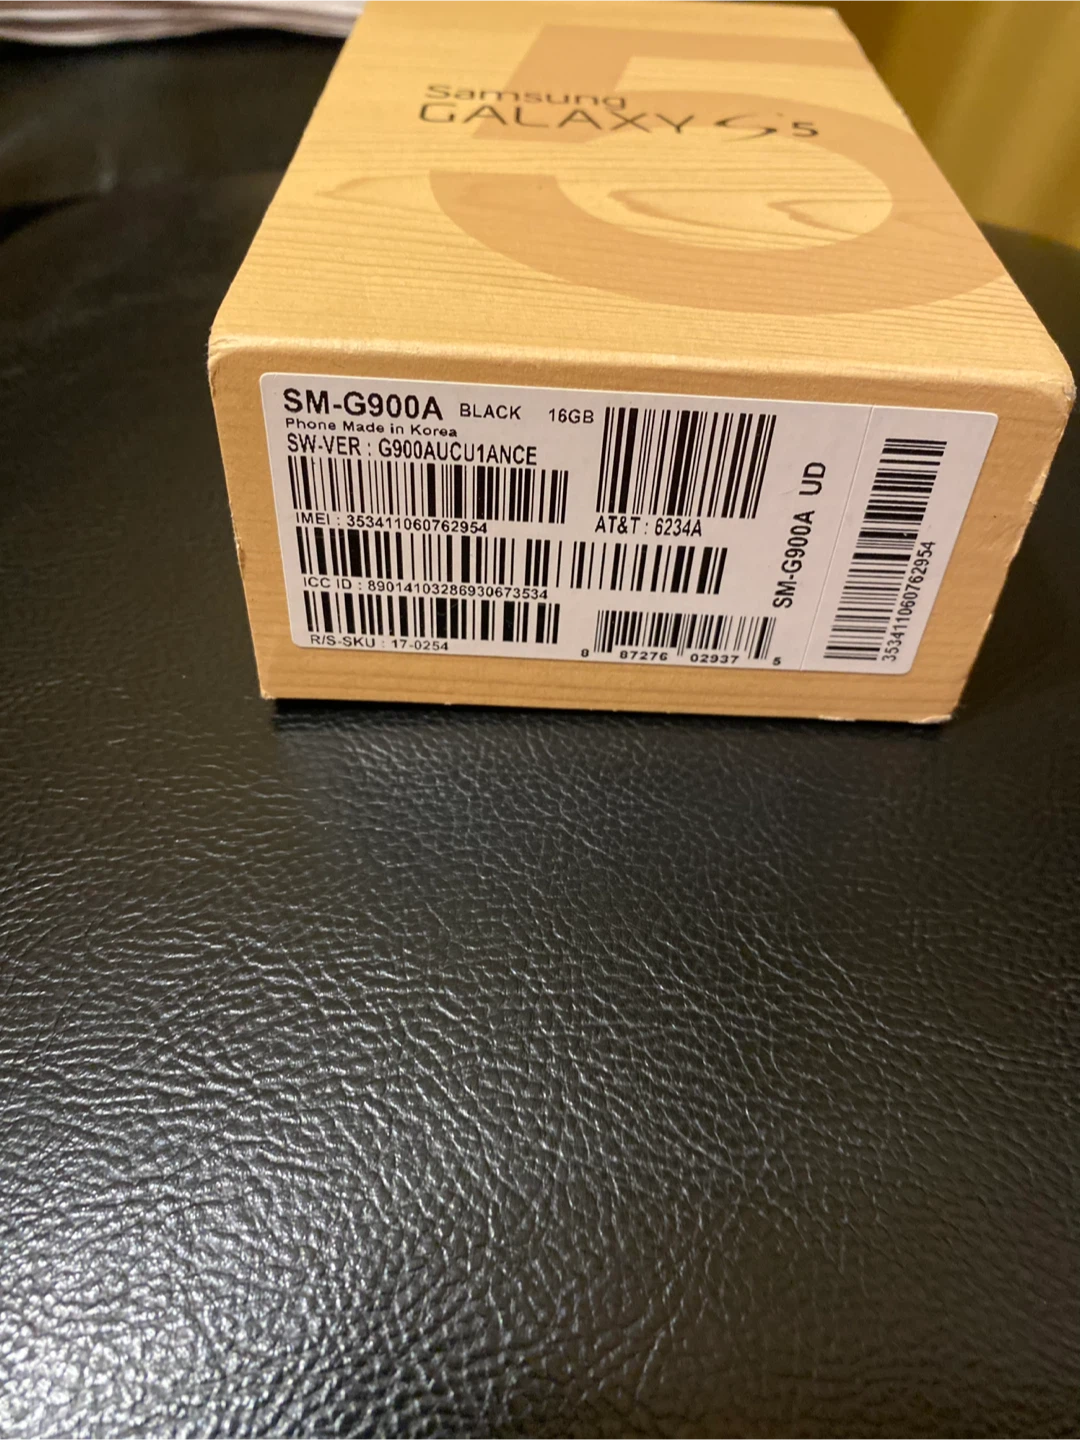 Samsung
GALAXY S5
SM-G900A BLACK 16GB
Phone Made in Korea
SW-VER : G900AUCU1ANCE
IMEI : 353411060762954
AT&T : 6234A
ICC ID : 89014103286930673534
R/S-SKU : 17-0254
8 87276 02937 5
SM-G900A UD
353411060762954